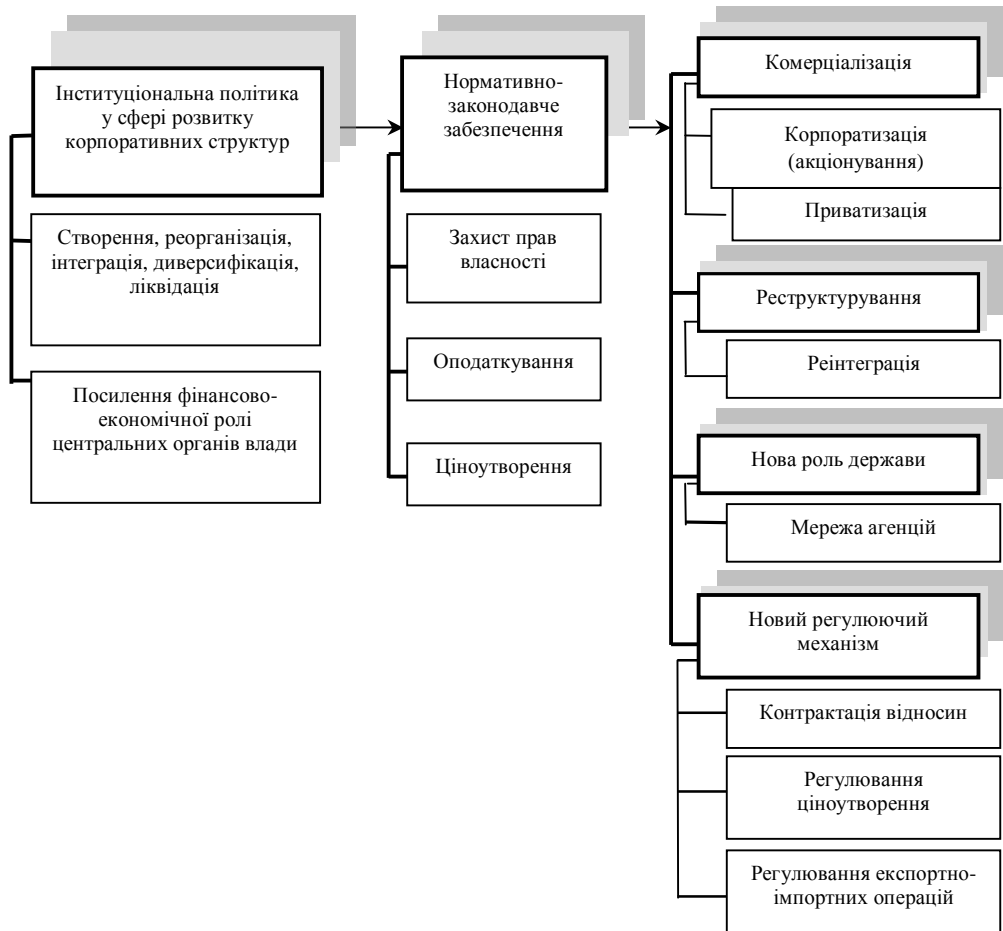 Інституціональна політика
у сфері розвитку
корпоративних структур
Створення, реорганізація,
інтеграція, диверсифікація,
ліквідація
Посилення фінансово-
економічної ролі
центральних органів влади
Нормативно-
законодавче
забезпечення
Захист прав
власності
Оподаткування
Ціноутворення
Комерціалізація
Корпоратизація
(акціонування)
Приватизація
Реструктурування
Реінтеграція
Нова роль держави
Мережа агенцій
Новий регулюючий
механізм
Контрактація відносин
Регулювання
ціноутворення
Регулювання експортно-
імпортних операцій